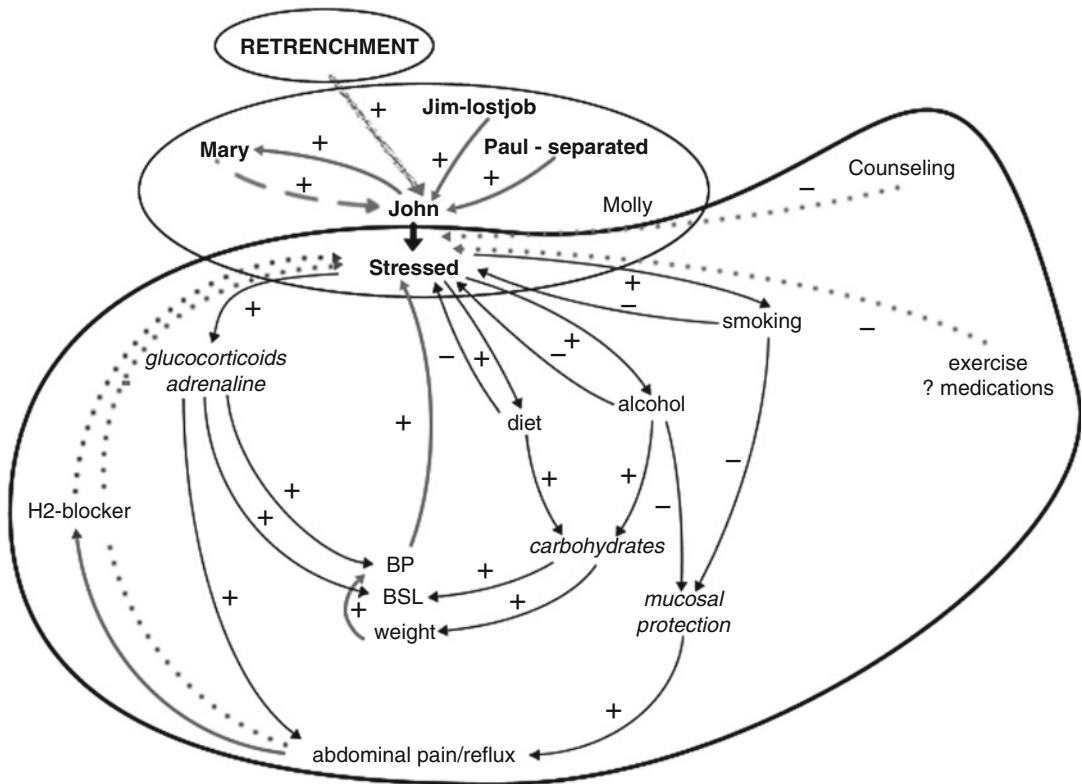 RETRENCHMENT
+
Jim-lostjob
Mary
+
+
Paul - separated
+
+
John
Molly
Counseling
–
Stressed
+
–
smoking
–
exercise
? medications
+
glucocorticoids
adrenaline
–
–
+
–
+
diet
alcohol
+
H2-blocker
+
+
+
+
–
–
carbohydrates
BP
BSL
weight
+
+
+
mucosal
protection
+
+
abdominal pain/reflux